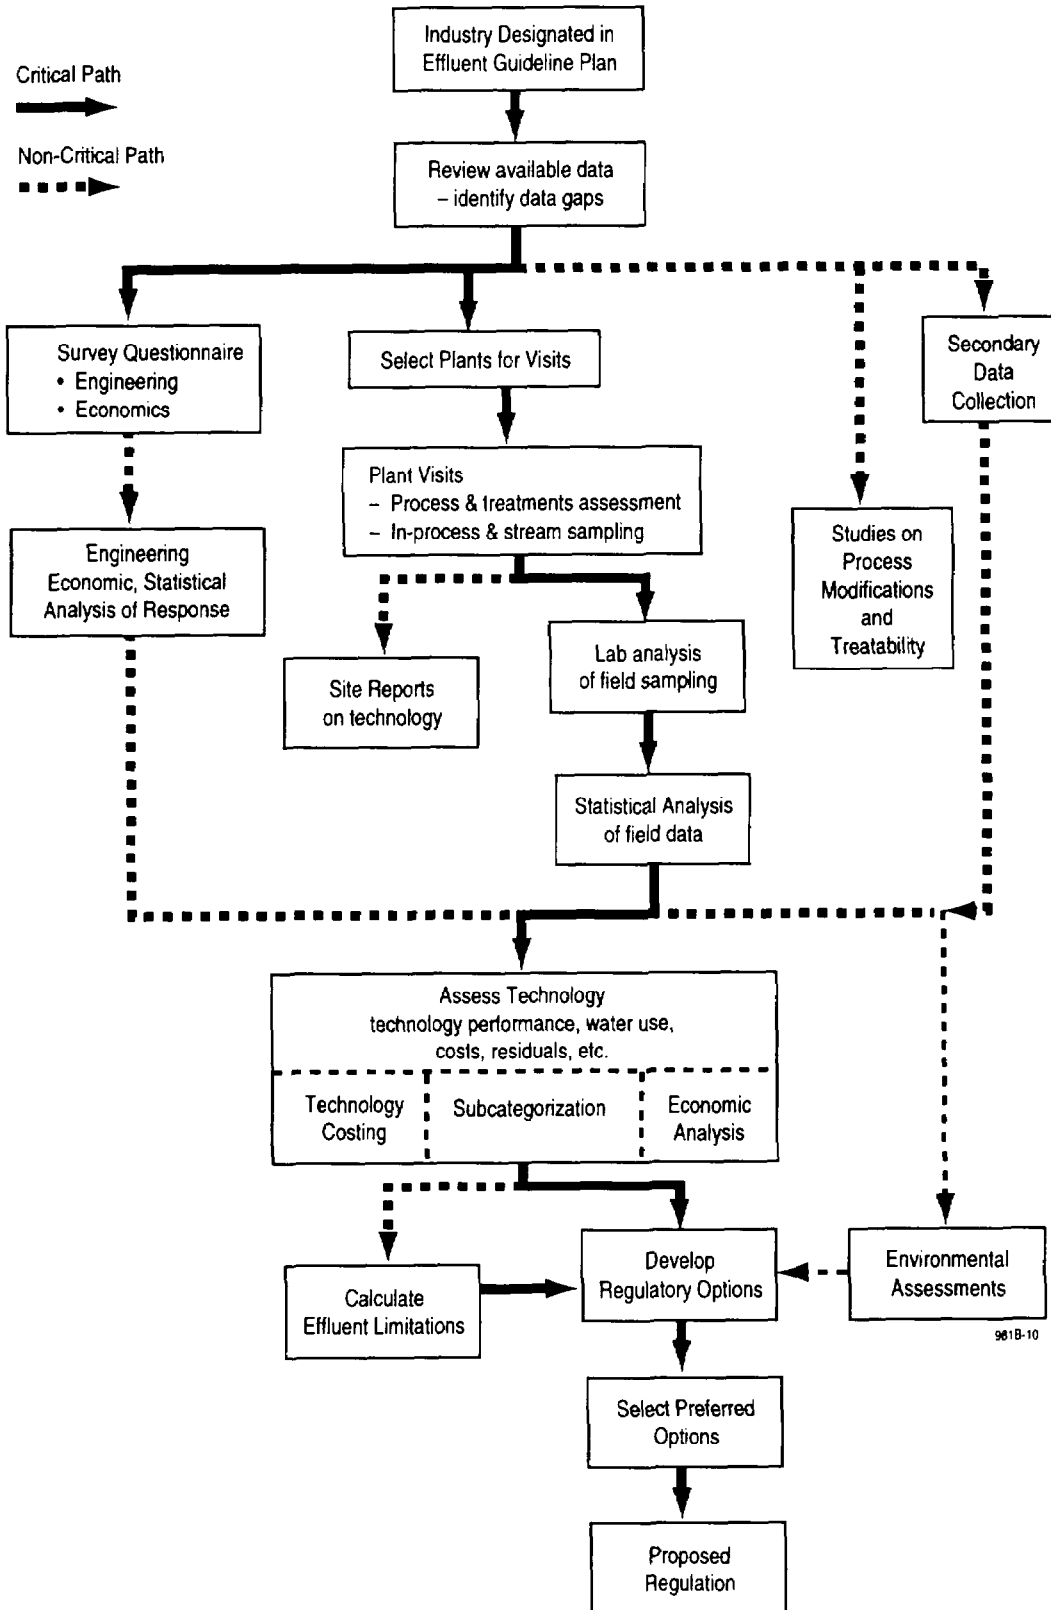 Industry Designated in
Effluent Guideline Plan
Critical Path
Non-Critical Path
Review available data
– identify data gaps
Survey Questionnaire
• Engineering
• Economics
Select Plants for Visits
Secondary
Data
Collection
Plant Visits
– Process & treatments assessment
– In-process & stream sampling
Engineering
Economic, Statistical
Analysis of Response
Studies on
Process
Modifications
and
Treatability
Site Reports
on technology
Lab analysis
of field sampling
Statistical Analysis
of field data
Assess Technology
technology performance, water use,
costs, residuals, etc.
Technology
Costing
Subcategorization
Economic
Analysis
Calculate
Effluent Limitations
Develop
Regulatory Options
Environmental
Assessments
981B-10
Select Preferred
Options
Proposed
Regulation